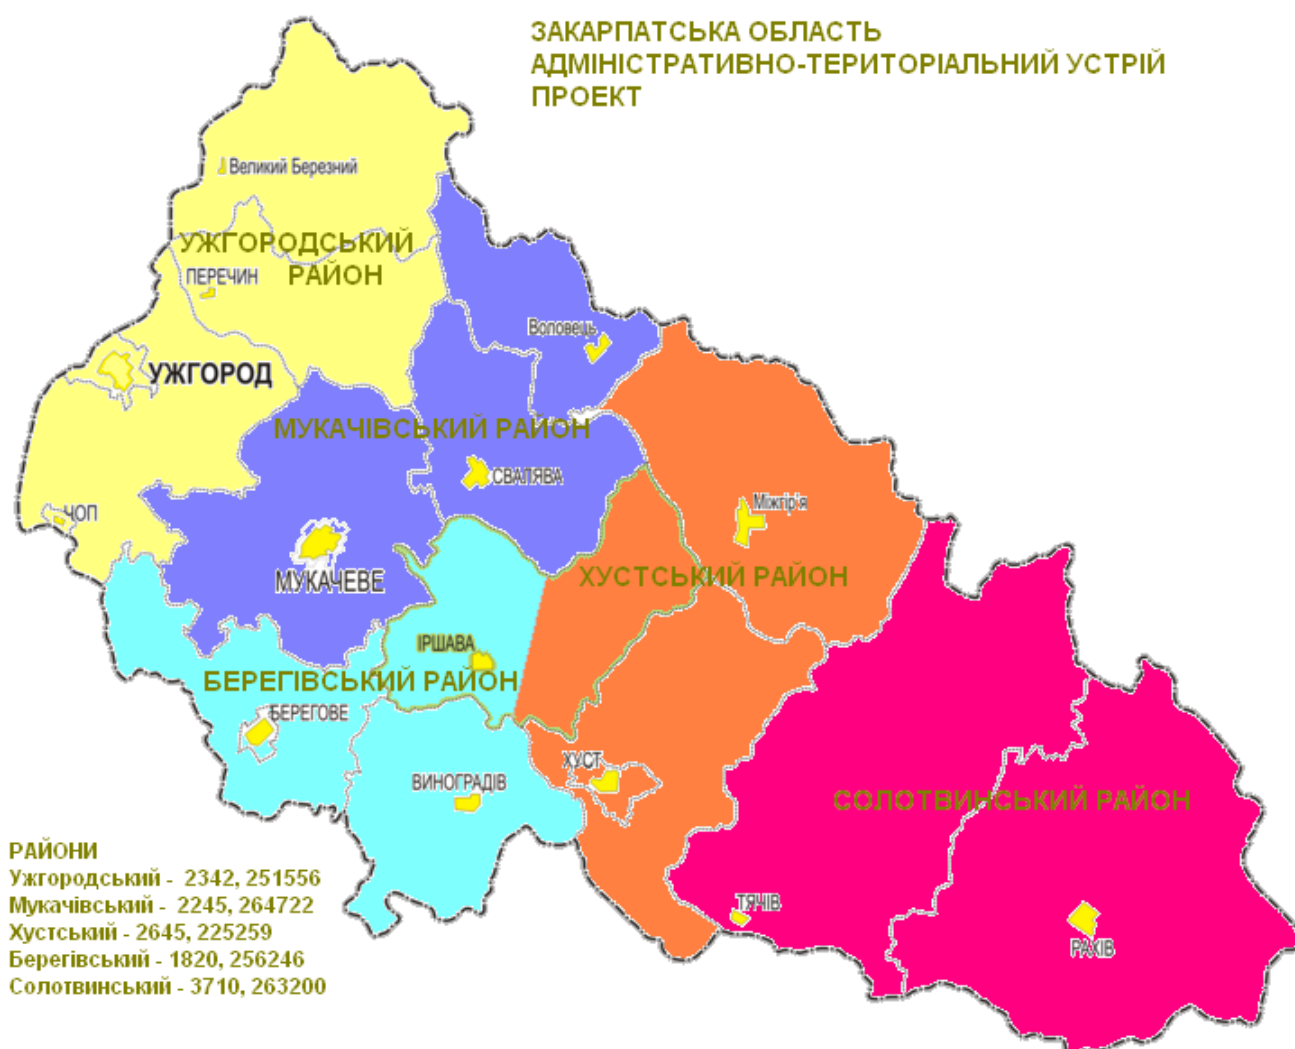 ЗАКАРПАТСЬКА ОБЛАСТЬ
АДМІНІСТРАТИВНО-ТЕРИТОРІАЛЬНИЙ УСТРІЙ
ПРОЕКТ
Великий Березний
УЖГОРОДСЬКИЙ
РАЙОН
ПЕРЕЧИН
Воловець
УЖГОРОД
МУКАЧІВСЬКИЙ РАЙОН
СВАЛЯВА
Міжгір'я
ЧОП
МУКАЧЕВЕ
ХУСТСЬКИЙ РАЙОН
ІРШАВА
БЕРЕГІВСЬКИЙ РАЙОН
БЕРЕГОВЕ
ХУСТ
ВИНОГРАДІВ
СОЛОТВИНСЬКИЙ РАЙОН
ТЯЧІВ
РАХІВ
РАЙОНИ
Ужгородський - 2342, 251556
Мукачівський - 2245, 264722
Хустський - 2645, 225259
Берегівський - 1820, 256246
Солотвинський - 3710, 263200